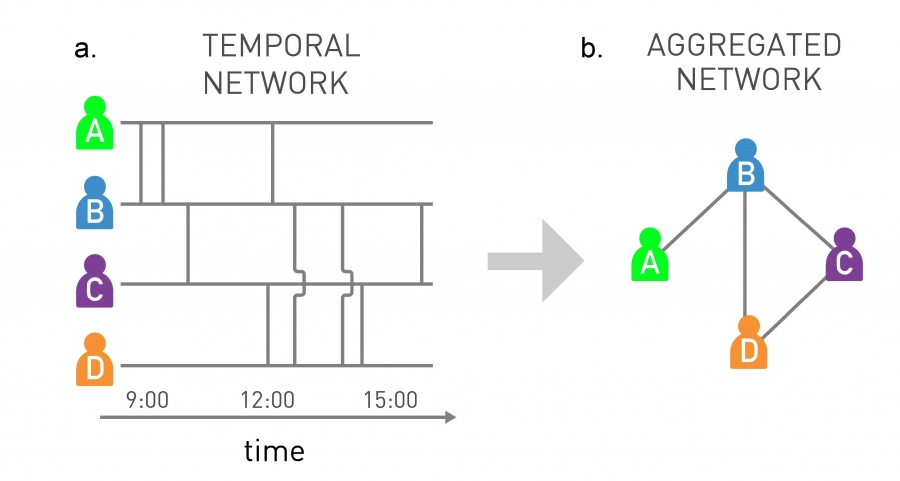 a.
TEMPORAL
NETWORK
A
B
C
D
9:00 12:00 15:00
time
b.
AGGREGATED
NETWORK
B
A
C
D